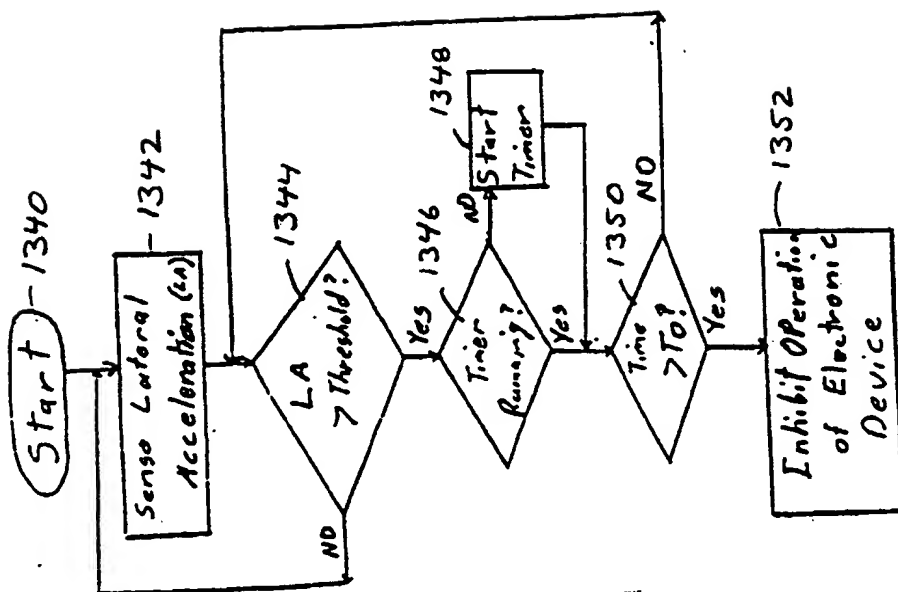 Start
1340
Sense Lateral
Acceleration (LA)
1342
LA
> Threshold?
1344
NO
Yes
Timer
Running?
1346
NO
Start
Timer
1348
Yes
Time
> To?
1350
NO
Yes
Inhibit Operation
of Electronic
Device
1352